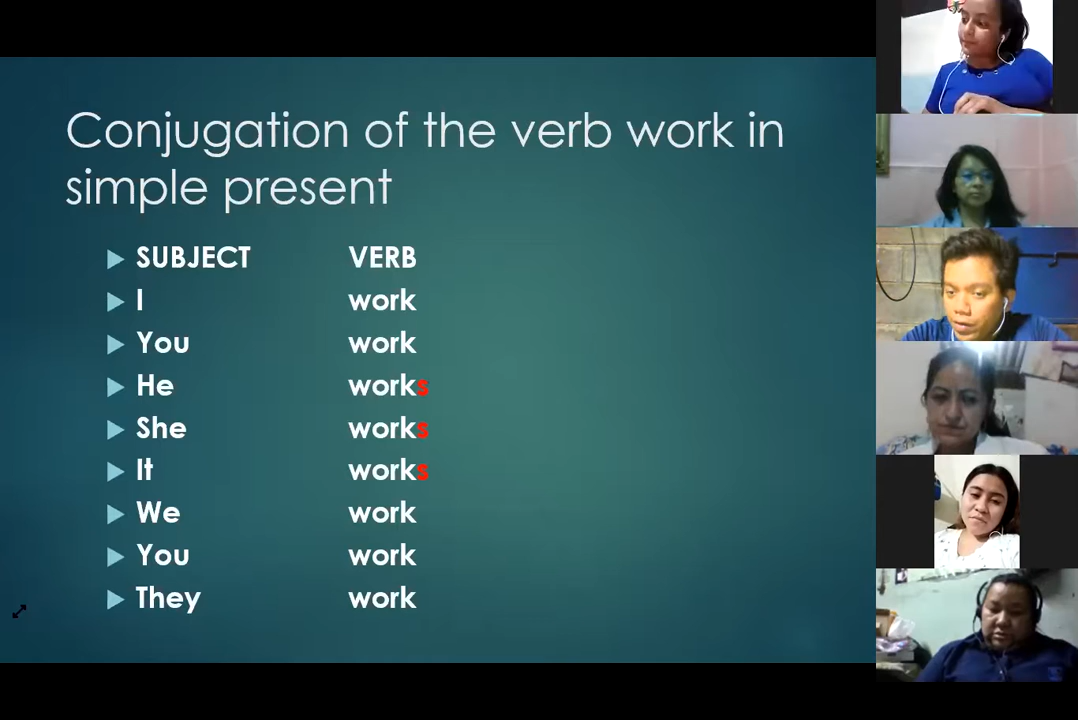 Conjugation of the verb work in
simple present
SUBJECT VERB
I work
You work
He works
She works
It works
We work
You work
They work